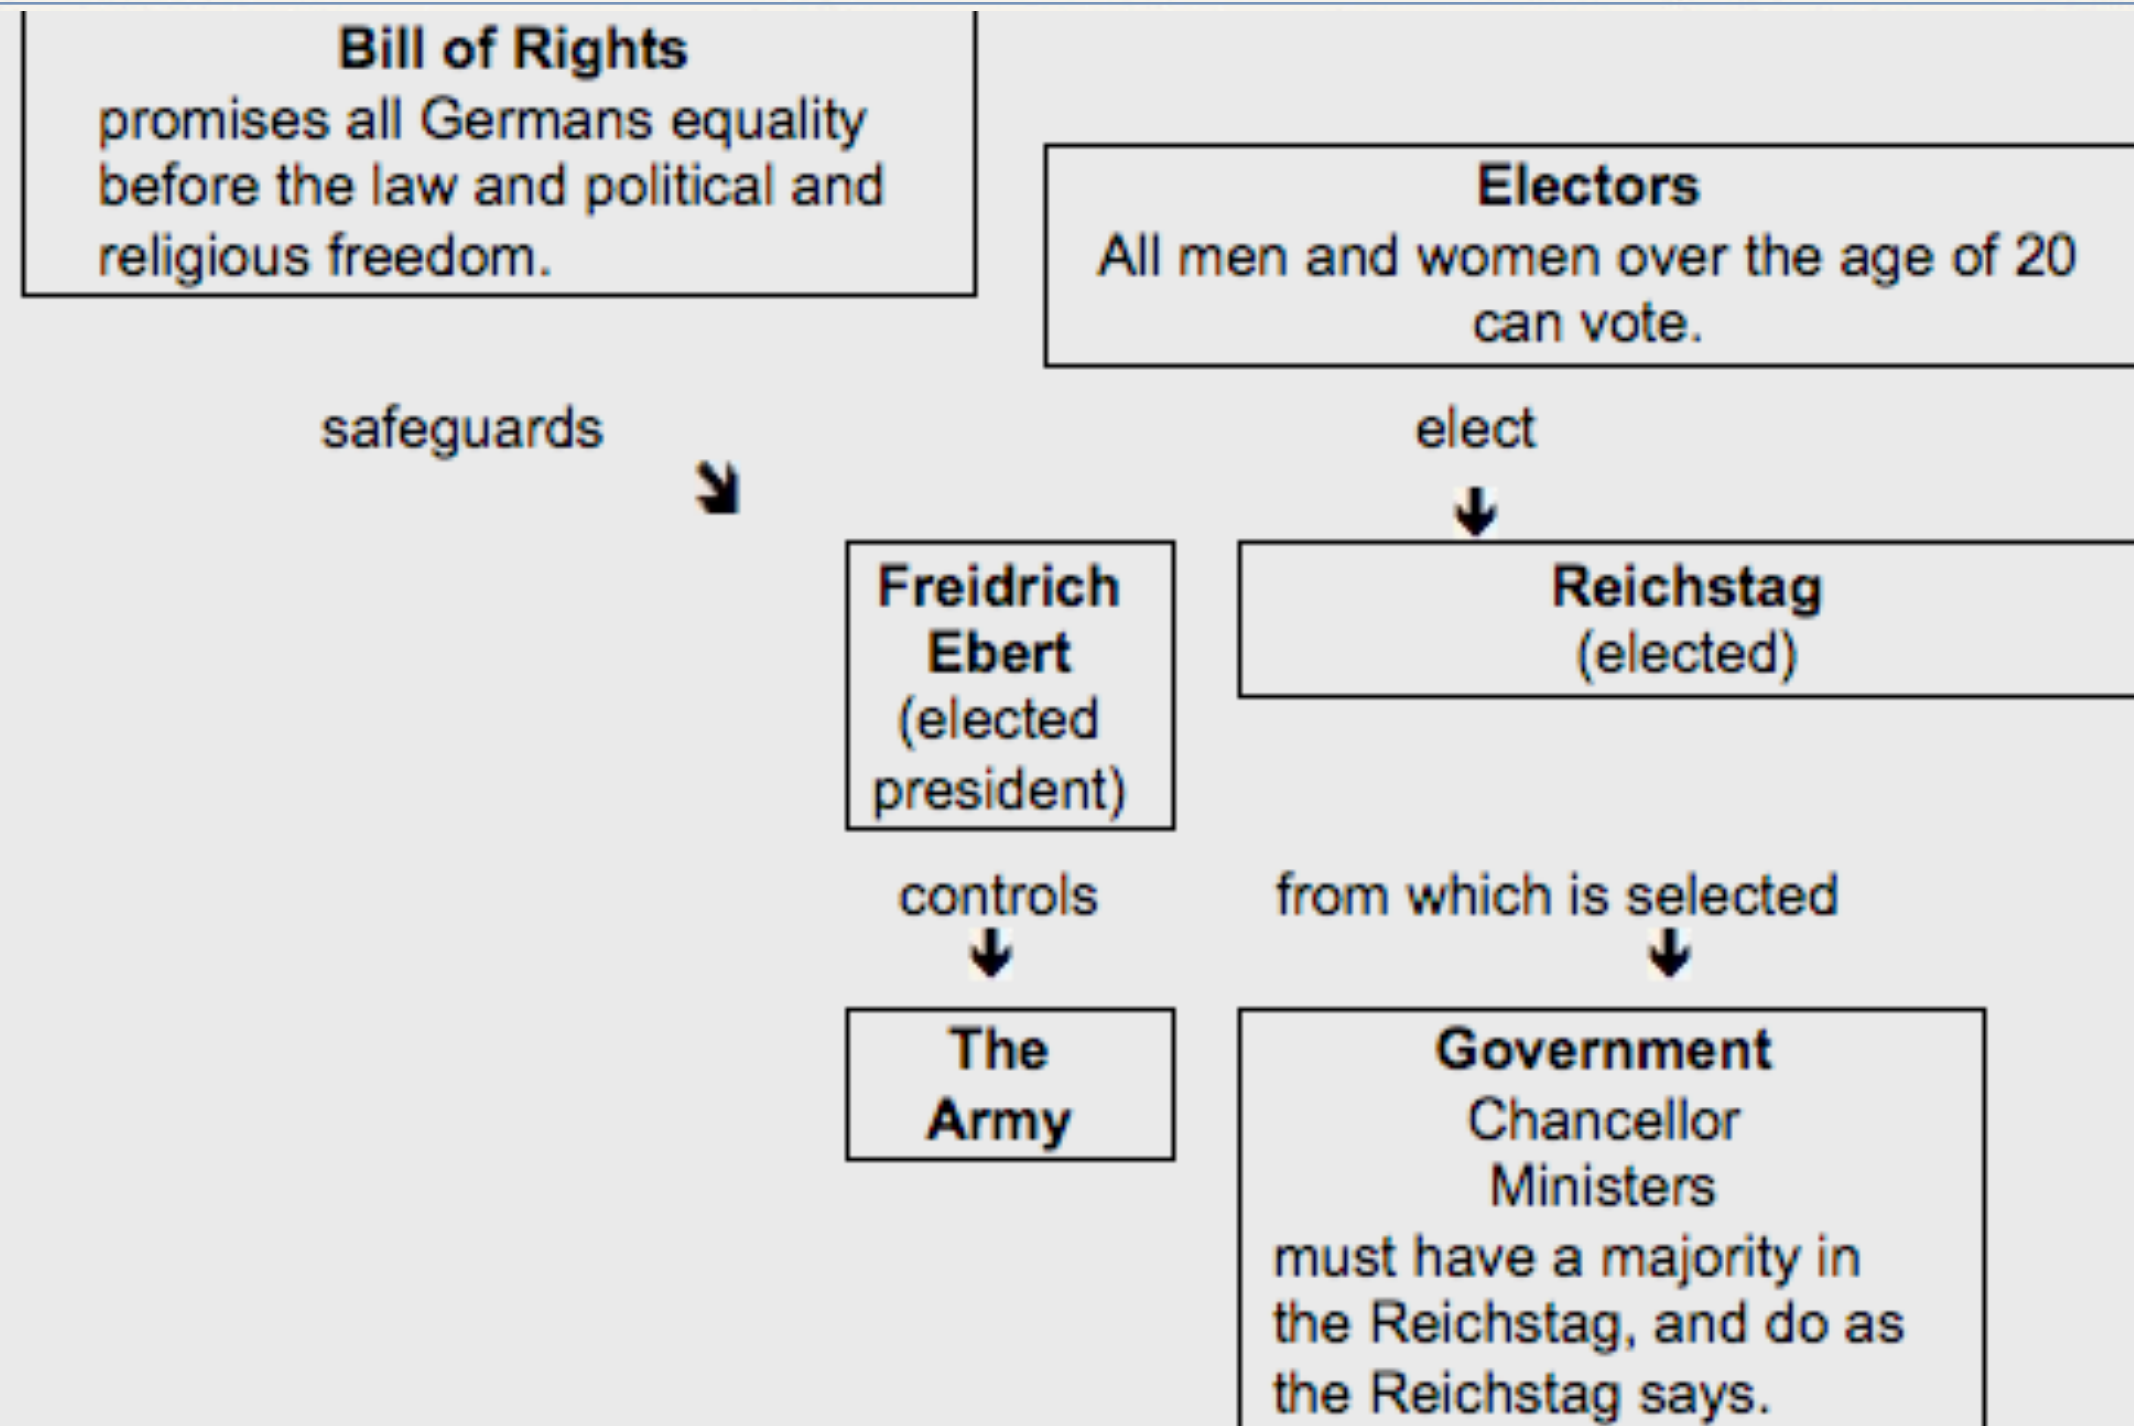 Bill of Rights
promises all Germans equality
before the law and political and
religious freedom.
Electors
All men and women over the age of 20
can vote.
safeguards
elect
Freidrich
Ebert
(elected
president)
Reichstag
(elected)
controls
from which is selected
The
Army
Government
Chancellor
Ministers
must have a majority in
the Reichstag, and do as
the Reichstag says.